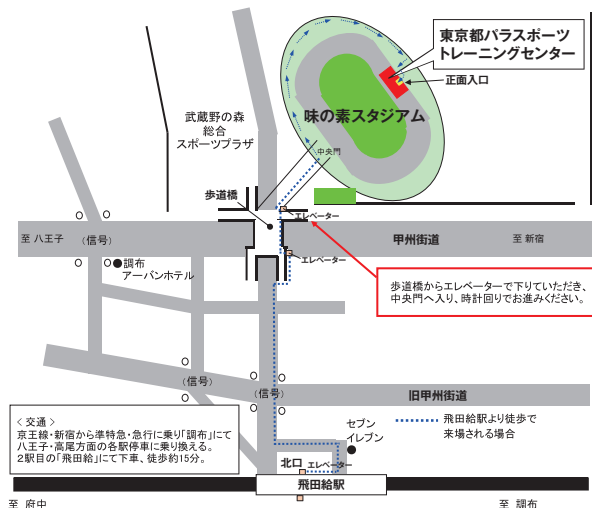 東京都パラスポーツ
トレーニングセンター
正面入口
味の素スタジアム
武蔵野の森
総合
スポーツプラザ
中央門
歩道橋
エレベーター
至 八王子
(信号)
甲州街道
至 新宿
エレベーター
調布
アーバンホテル
歩道橋からエレベーターで下りていただき、
中央門へ入り、時計回りでお進みください。
(信号)
(信号)
旧甲州街道
飛田給駅より徒歩で
来場される場合
〈 交通 〉
京王線・新宿から準特急・急行に乗り「調布」にて
八王子・高尾方面の各駅停車に乗り換える。
2駅目の「飛田給」にて下車、徒歩約15分。
セブン
イレブン
北口
エレベーター
飛田給駅
至 府中
至 調布